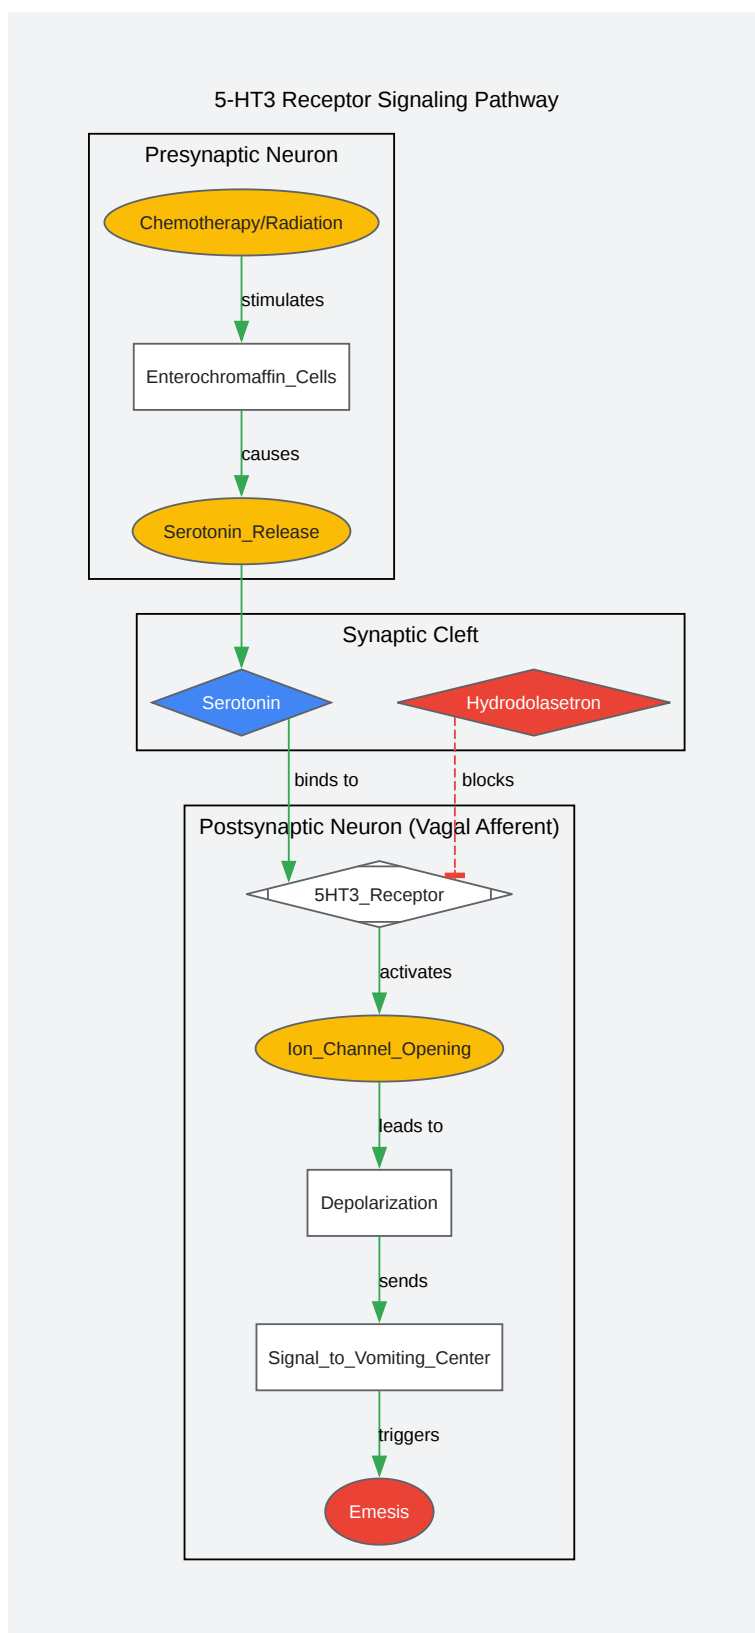 5-HT3 Receptor Signaling Pathway
Presynaptic Neuron
Chemotherapy/Radiation
stimulates
Enterochromaffin_Cells
causes
Serotonin_Release
Synaptic Cleft
Serotonin
Hydrodolasetron
binds to
blocks
Postsynaptic Neuron (Vagal Afferent)
5HT3_Receptor
activates
Ion_Channel_Opening
leads to
Depolarization
sends
Signal_to_Vomiting_Center
triggers
Emesis